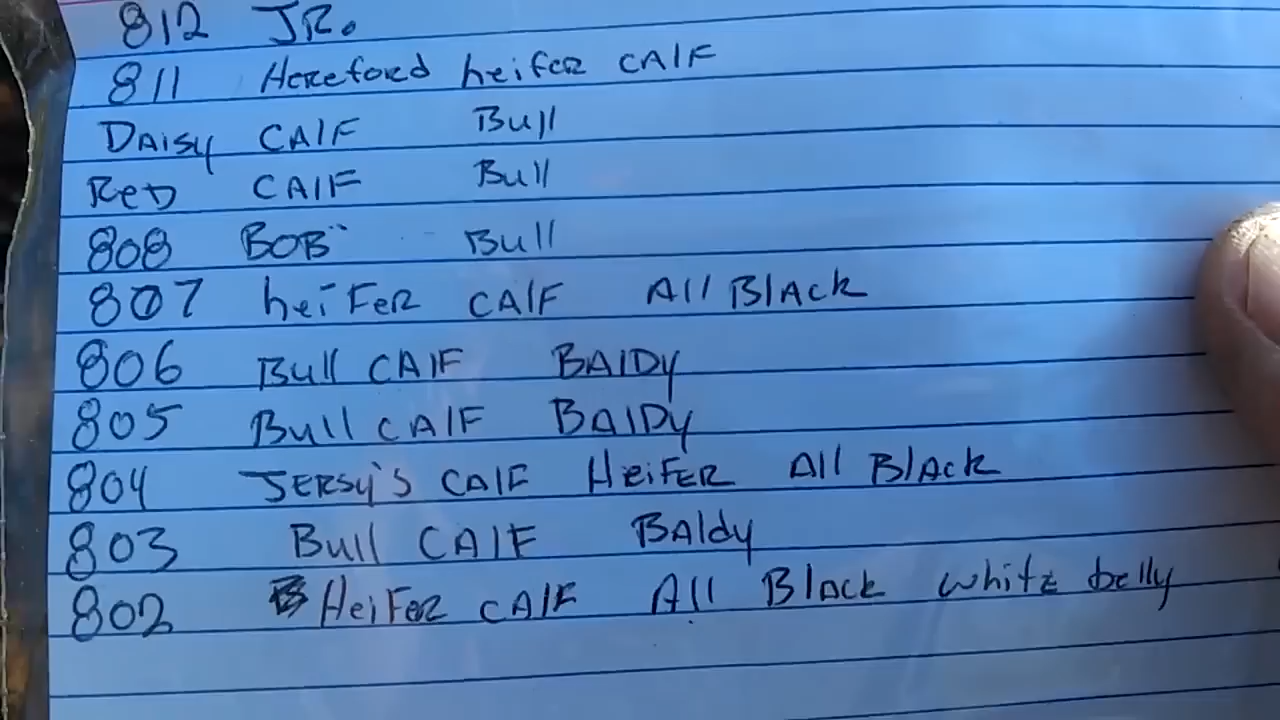 812 JR.
811 Hereford heifer CAlF
DAisy CAlF Bull
ReD CAlF Bull
808 BOB Bull
807 heiFeR CAlF All BlAck
806 Bull CAlF BAlDy
805 Bull CAlF BAlDy
804 JERSy's CAlF HeiFER All BlAck
803 Bull CAlF BAldy
802 HeiFer CAlF All BlAck white belly